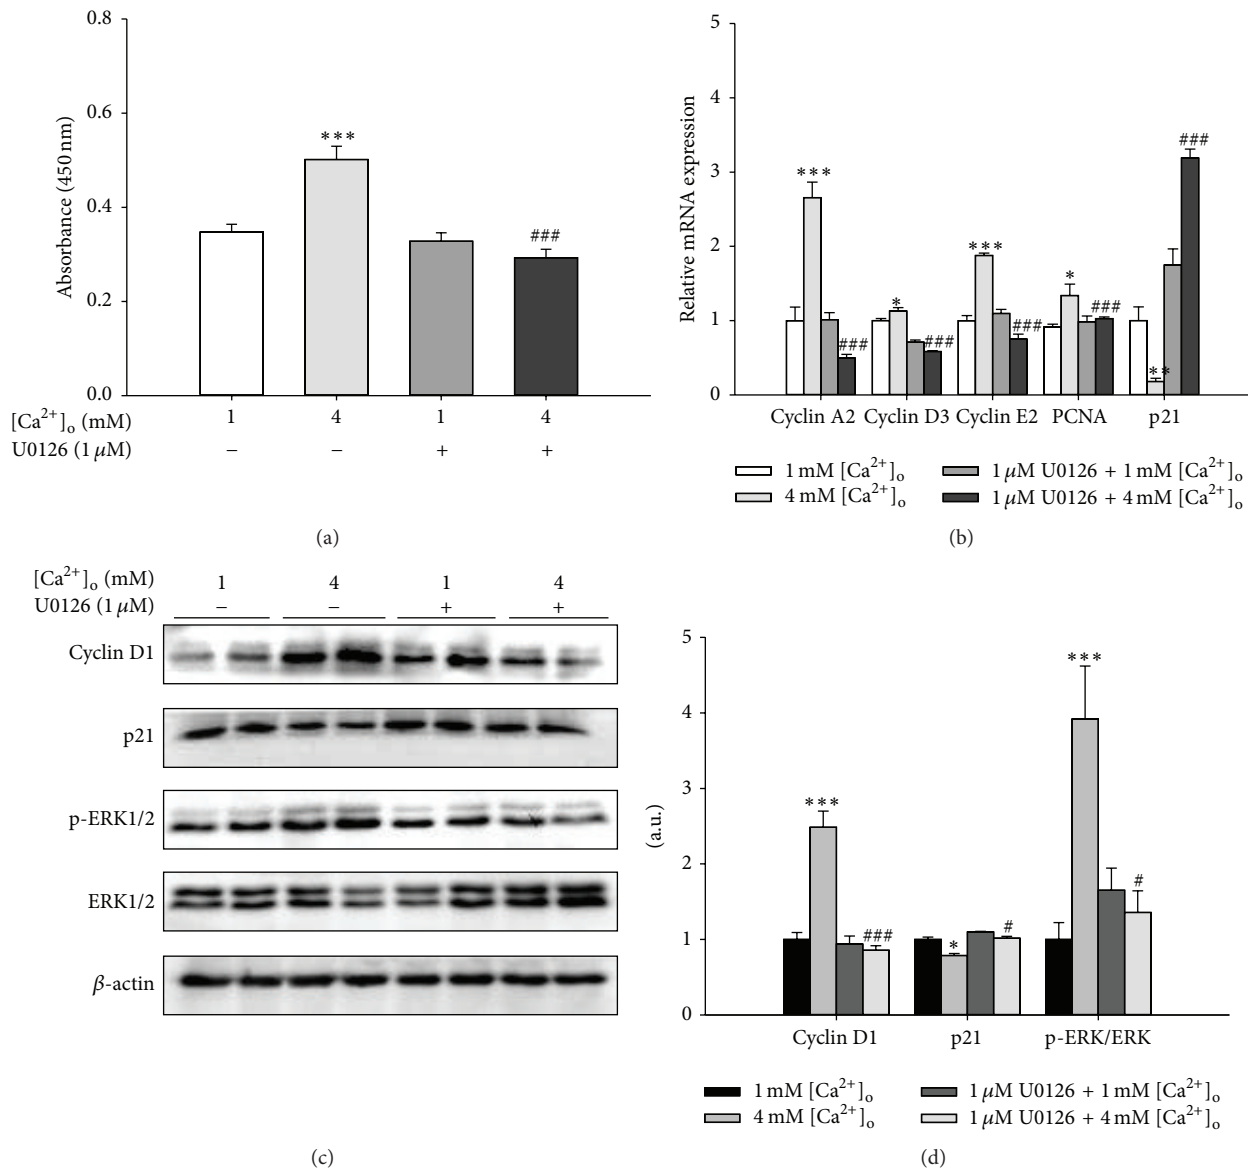 0.8
0.6
0.4
0.2
0.0
Absorbance (450 nm)
***
###
[Ca²⁺]ₒ (mM) 1 4 1 4
U0126 (1 μM) − − + +
(a)
5
4
3
2
1
0
Relative mRNA expression
*** ### * ### *** ### * ### ** ###
Cyclin A2 Cyclin D3 Cyclin E2 PCNA p21
1 mM [Ca²⁺]ₒ
4 mM [Ca²⁺]ₒ
1 μM U0126 + 1 mM [Ca²⁺]ₒ
1 μM U0126 + 4 mM [Ca²⁺]ₒ
(b)
[Ca²⁺]ₒ (mM) 1 4 1 4
U0126 (1 μM) − − + +
Cyclin D1
p21
p-ERK1/2
ERK1/2
β-actin
(c)
5
4
3
2
1
0
(a.u.)
*** ### * # *** #
Cyclin D1 p21 p-ERK/ERK
1 mM [Ca²⁺]ₒ
4 mM [Ca²⁺]ₒ
1 μM U0126 + 1 mM [Ca²⁺]ₒ
1 μM U0126 + 4 mM [Ca²⁺]ₒ
(d)